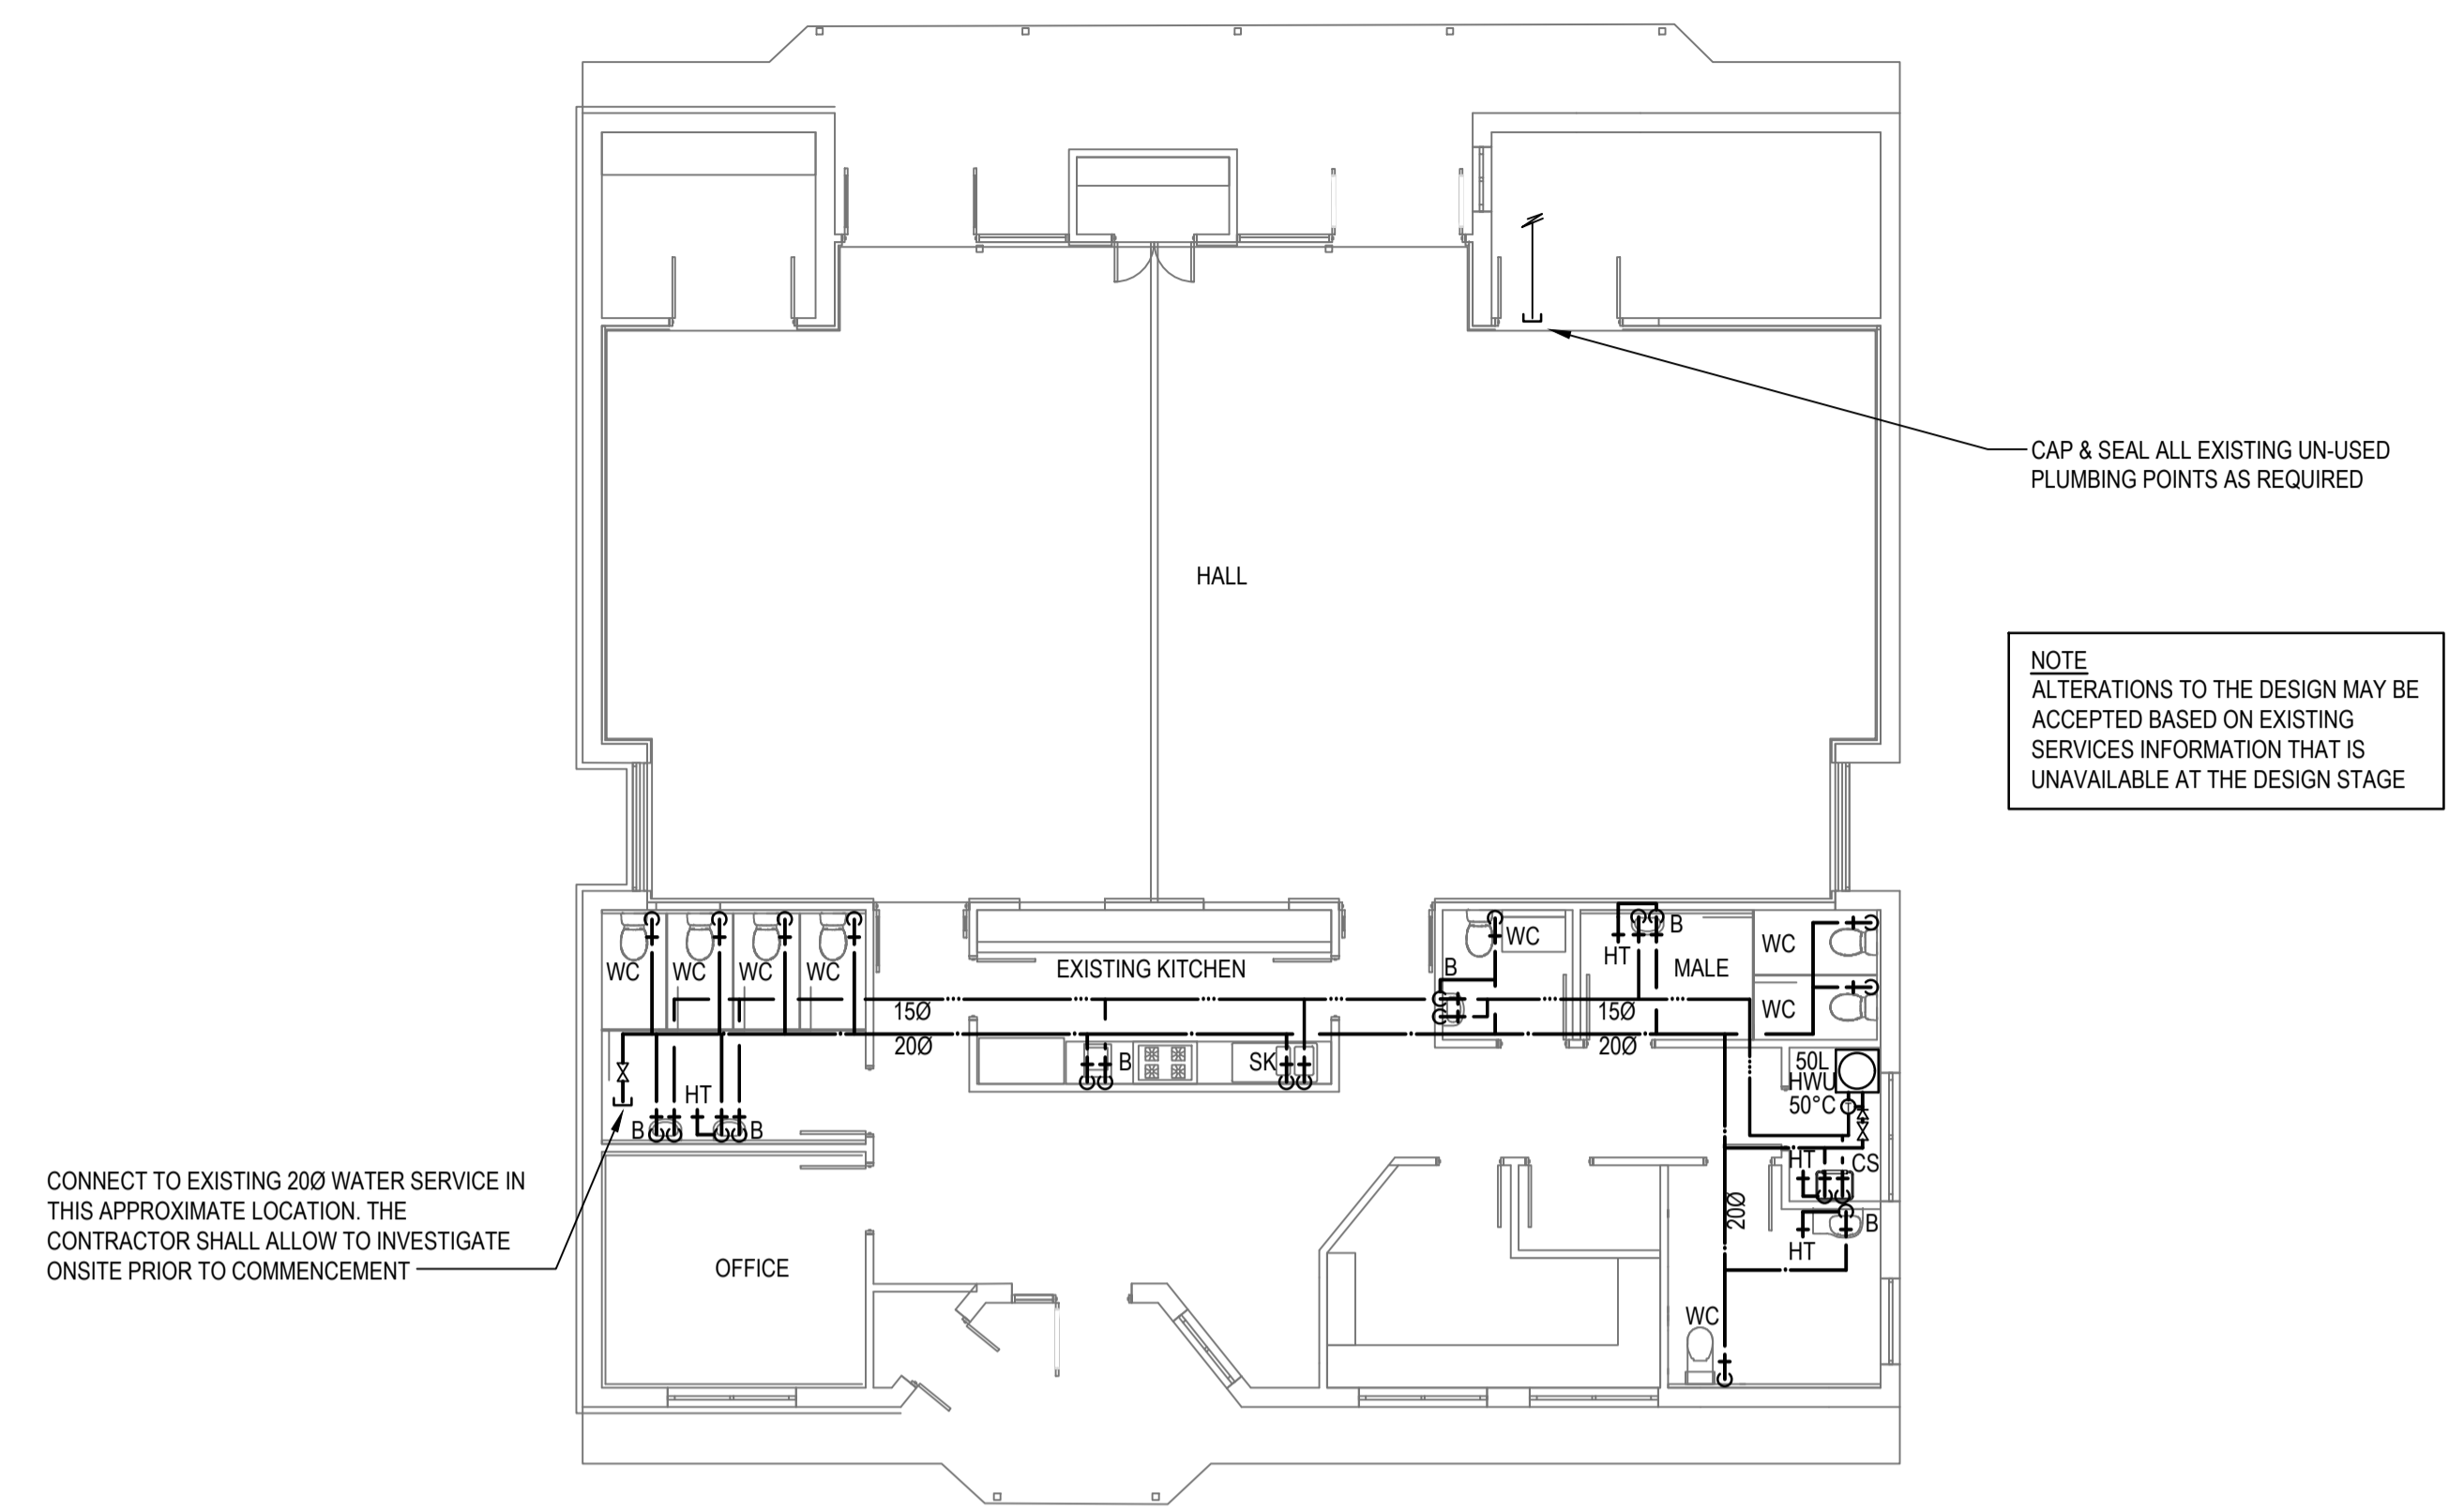 CAP & SEAL ALL EXISTING UN-USED
PLUMBING POINTS AS REQUIRED
HALL
NOTE
ALTERATIONS TO THE DESIGN MAY BE
ACCEPTED BASED ON EXISTING
SERVICES INFORMATION THAT IS
UNAVAILABLE AT THE DESIGN STAGE
WC
WC
WC
WC
EXISTING KITCHEN
B
WC
HT
B
MALE
WC
WC
15Ø
20Ø
15Ø
20Ø
B
SK
50L
HWU
50°C
HT
B
B
CONNECT TO EXISTING 20Ø WATER SERVICE IN
THIS APPROXIMATE LOCATION. THE
CONTRACTOR SHALL ALLOW TO INVESTIGATE
ONSITE PRIOR TO COMMENCEMENT
OFFICE
HT
CS
20Ø
B
HT
WC